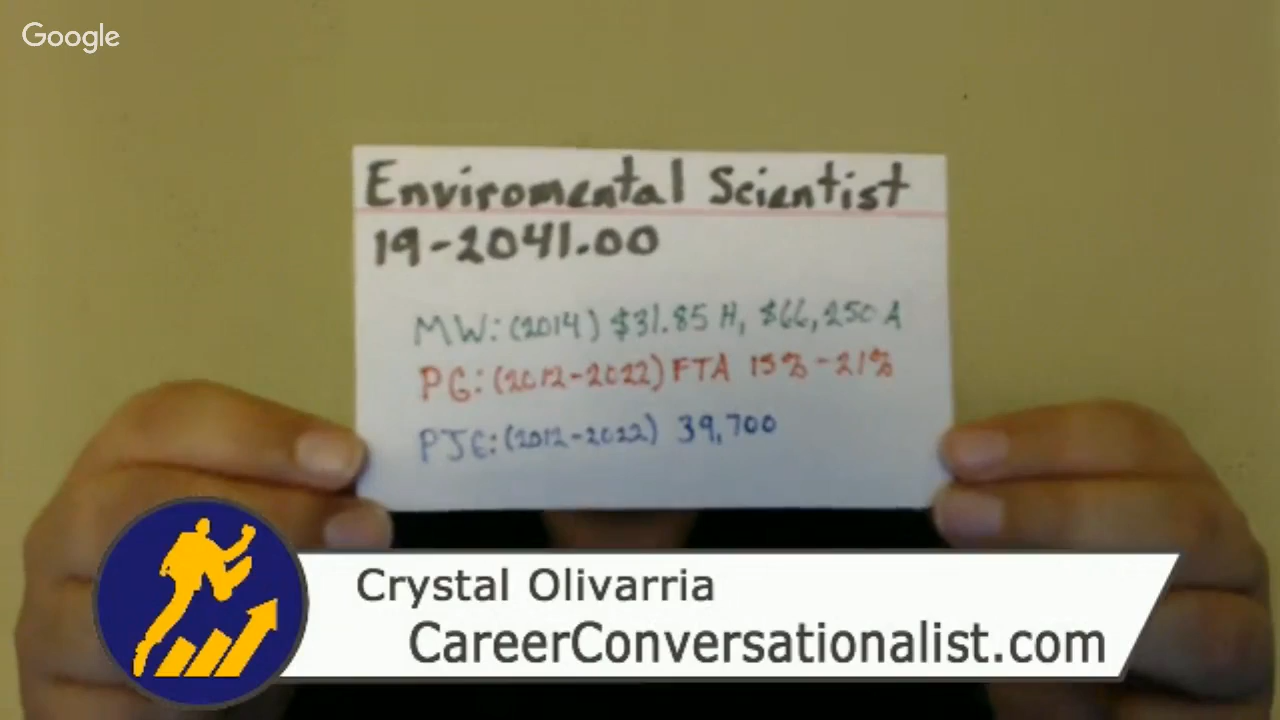 Google
Enviromental Scientist
19-2041.00
MW: (2014) $31.85 H, $66,250 A
PG: (2012-2022) FTA 15%-21%
PJE: (2012-2022) 39,700
Crystal Olivarria
CareerConversationalist.com